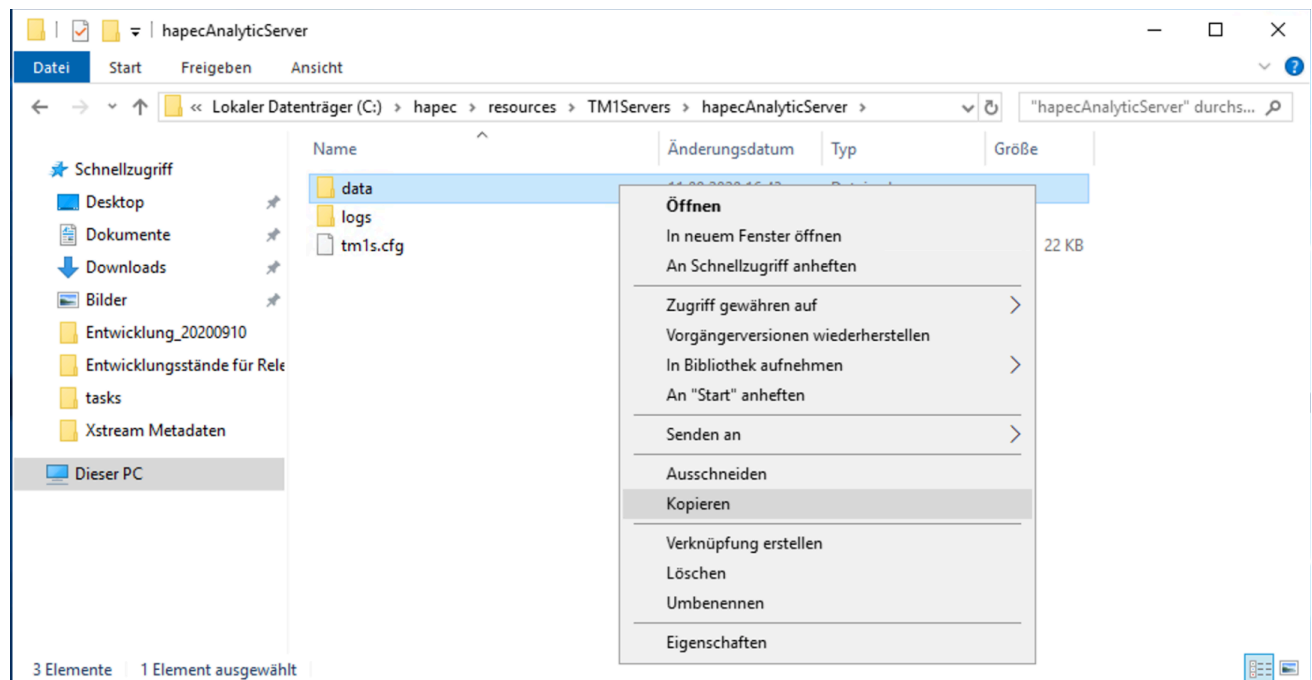 hapecAnalyticServer
Datei Start Freigeben Ansicht
« Lokaler Datenträger (C:) > hapec > resources > TM1Servers > hapecAnalyticServer >
"hapecAnalyticServer" durchs...
Name Änderungsdatum Typ Größe
Schnellzugriff
Desktop
Dokumente
Downloads
Bilder
Entwicklung_20200910
Entwicklungsstände für Rele
tasks
Xstream Metadaten
Dieser PC
data
logs
tm1s.cfg 22 KB
Öffnen
In neuem Fenster öffnen
An Schnellzugriff anheften
Zugriff gewähren auf
Vorgängerversionen wiederherstellen
In Bibliothek aufnehmen
An "Start" anheften
Senden an
Ausschneiden
Kopieren
Verknüpfung erstellen
Löschen
Umbenennen
Eigenschaften
3 Elemente 1 Element ausgewählt